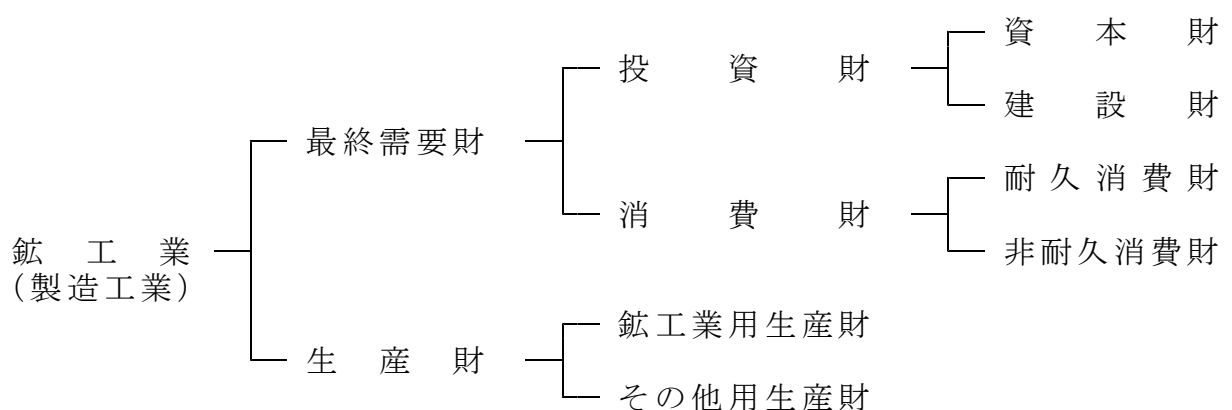 資本財
投資財
建設財
最終需要財
耐久消費財
消費財
鉱工業
非耐久消費財
(製造工業)
鉱工業用生産財
生産財
その他用生産財